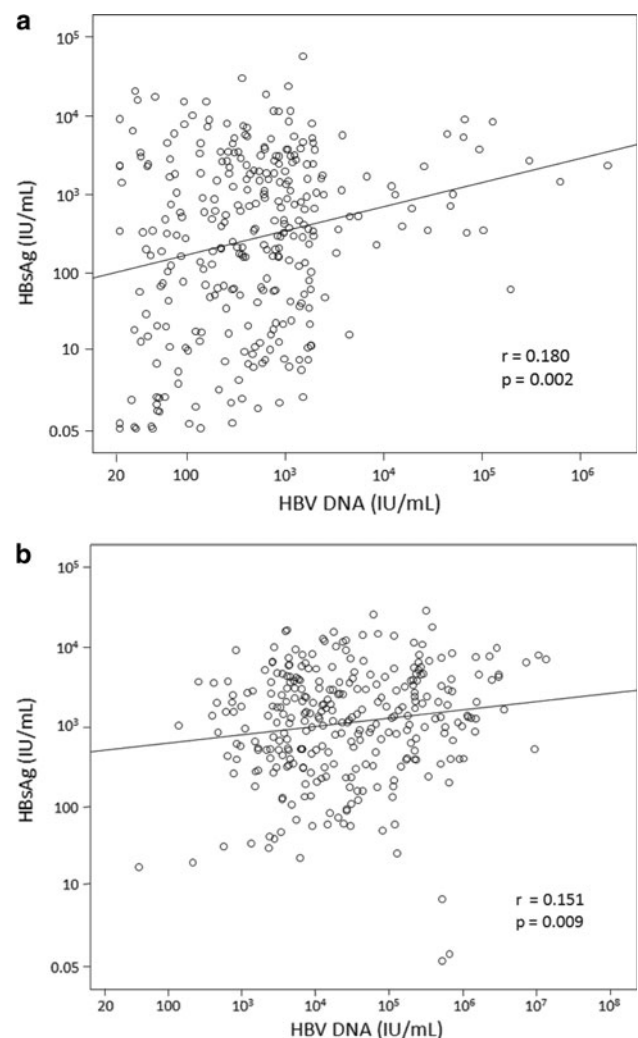 a
10⁵
10⁴
10³
100
10
0.05
HBsAg (IU/mL)
r = 0.180
p = 0.002
20 100 10³ 10⁴ 10⁵ 10⁶
HBV DNA (IU/mL)
b
10⁵
10⁴
10³
100
10
0.05
HBsAg (IU/mL)
r = 0.151
p = 0.009
20 100 10³ 10⁴ 10⁵ 10⁶ 10⁷ 10⁸
HBV DNA (IU/mL)